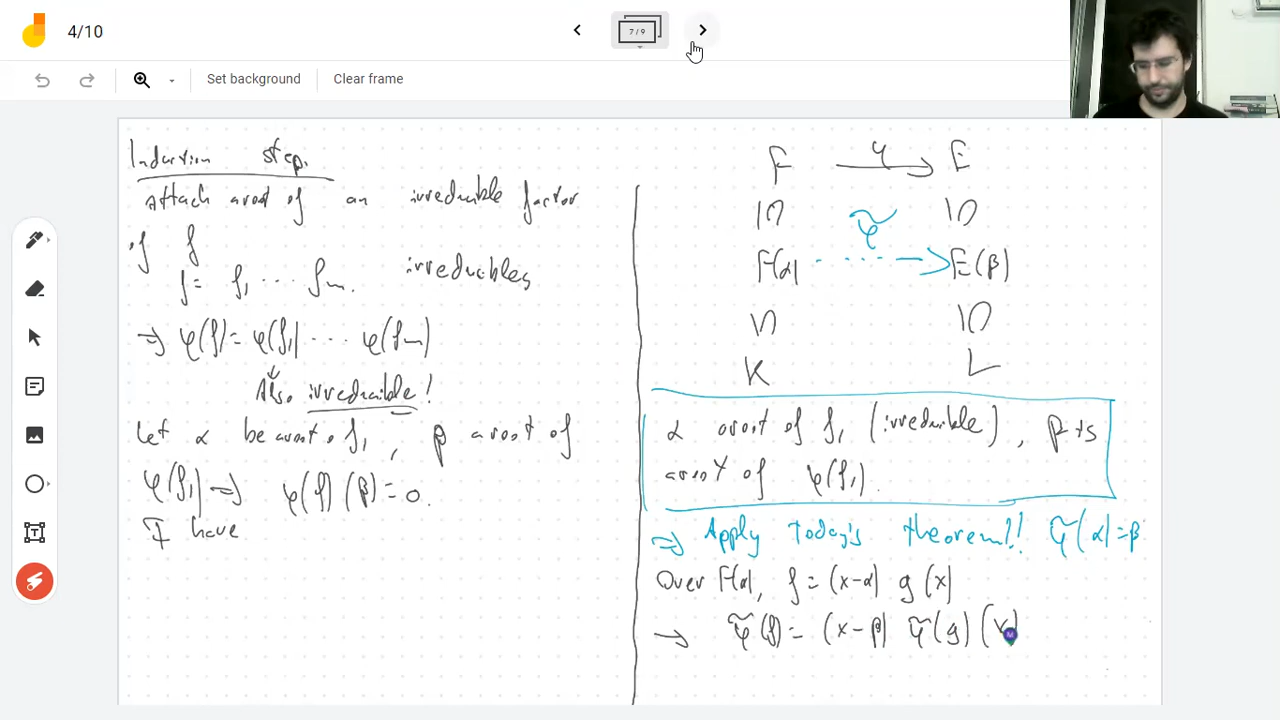 4/10
7/9
Set background
Clear frame
Induction step.
Attach a root of an irreducible factor
of f
f = f₁ ⋯ fₘ. irreducibles
→ φ(f) = φ(f₁) ⋯ φ(fₘ)
↓
Also irreducible!
Let α be a root of f₁, β a root of
φ(f₁) ⇒ φ(f)(β) = 0.
I have
F φ→ E
⊆ φ̃ ⊆
F(α) ⋯→ E(β)
⊆ ⊆
K L
α a root of f₁ (irreducible), β is
a root of φ(f₁).
⇒ Apply today's theorem!! φ̃(α) = β
Over F(α), f = (x-α) g(x)
→ φ̃(f) = (x-β) φ̃(g)(x)
M